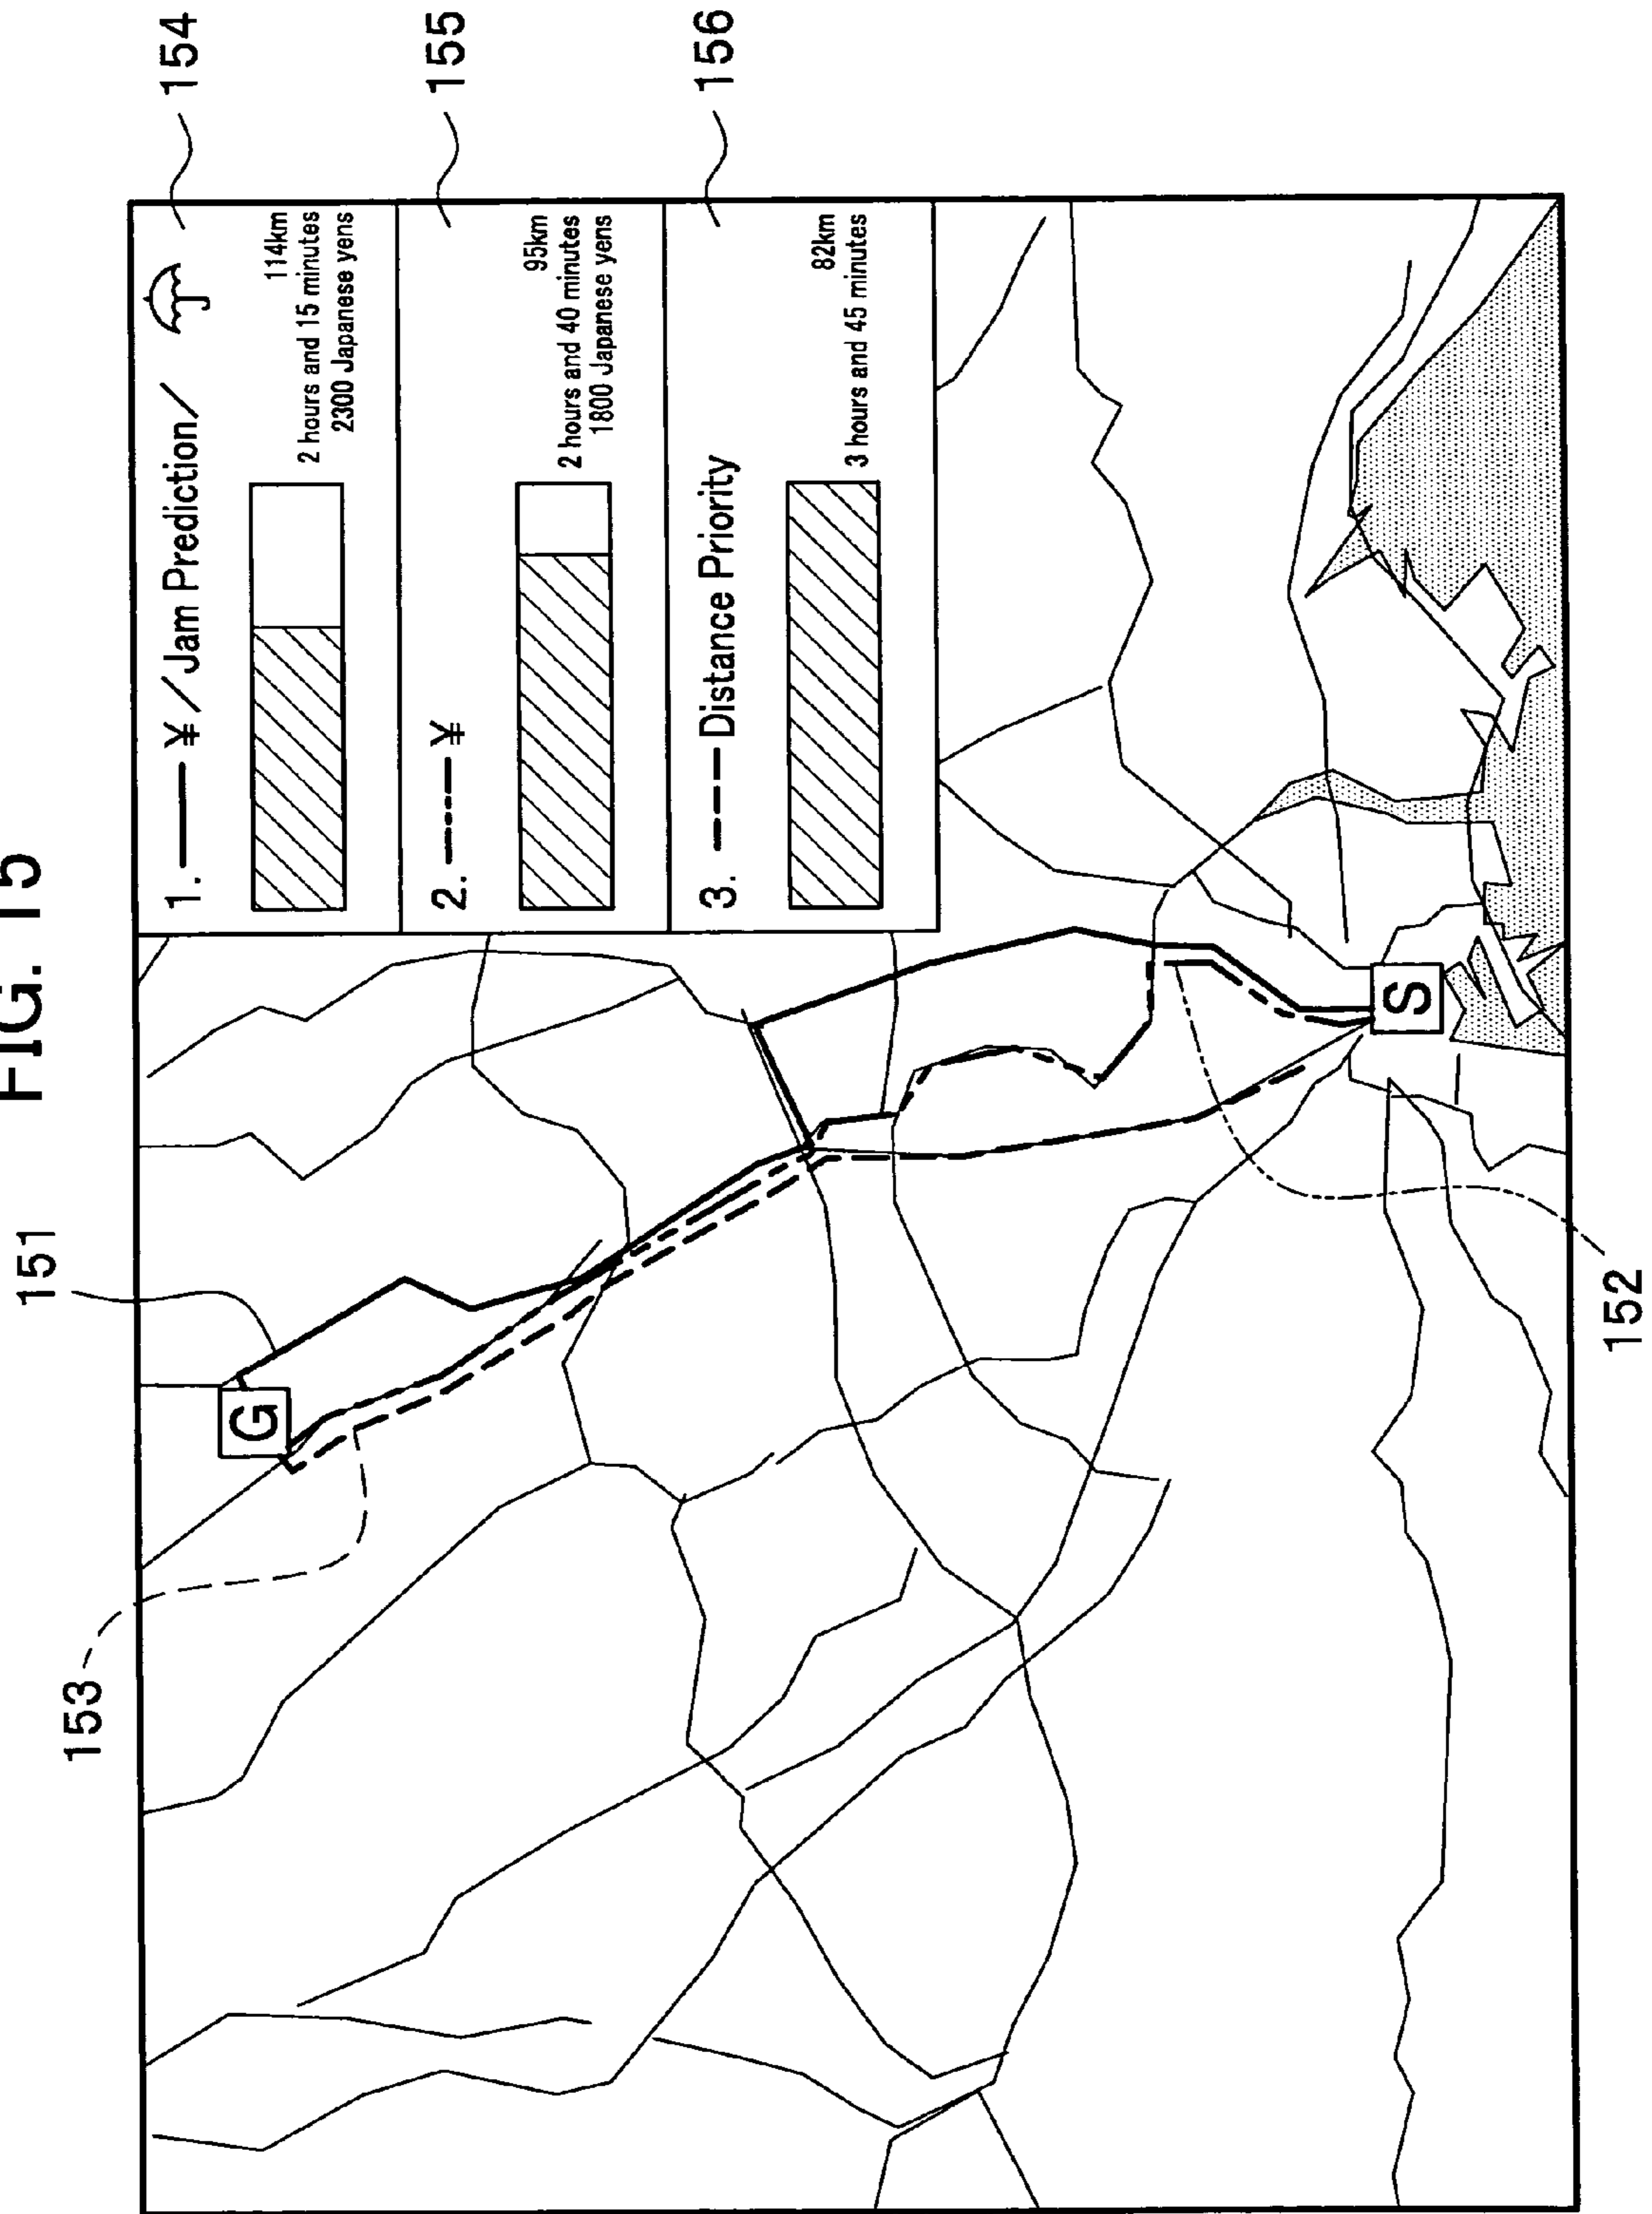 FIG. 15
151
153
1. ¥/Jam Prediction/
114km
2 hours and 15 minutes
2300 Japanese yens
154
2. ¥
95km
2 hours and 40 minutes
1800 Japanese yens
155
3. Distance Priority
82km
3 hours and 45 minutes
156
G
S
152